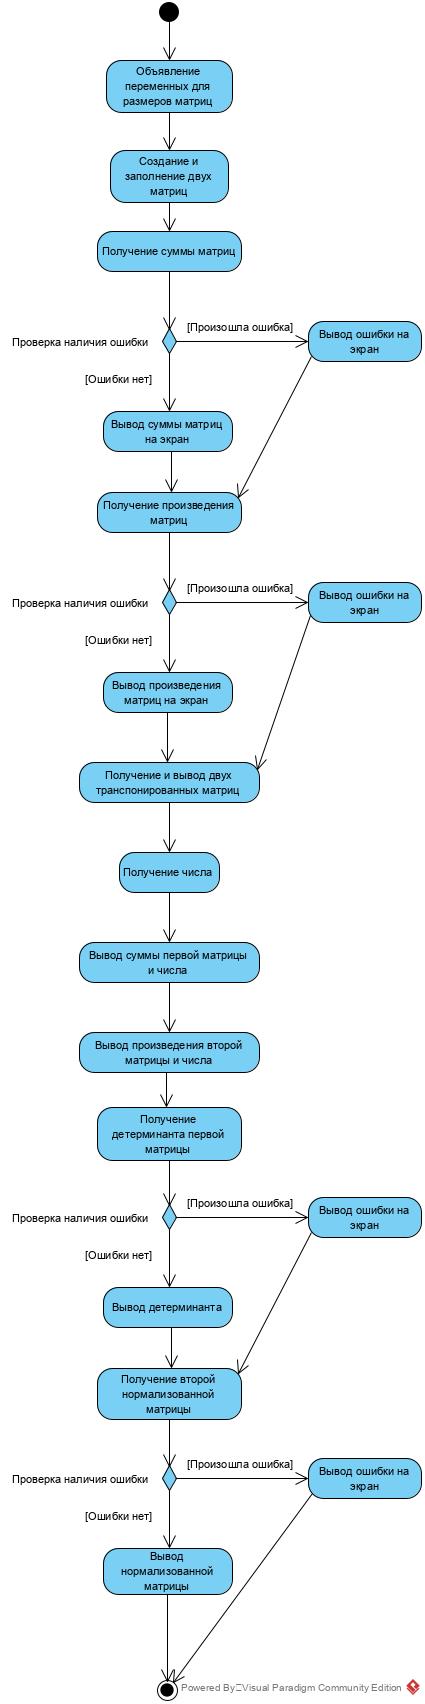 Объявление
переменных для
размеров матриц
Создание и
заполнение двух
матриц
Получение суммы матриц
[Произошла ошибка]
Проверка наличия ошибки
Вывод ошибки на
экран
[Ошибки нет]
Вывод суммы матриц
на экран
Получение произведения
матриц
[Произошла ошибка]
Проверка наличия ошибки
Вывод ошибки на
экран
[Ошибки нет]
Вывод произведения
матриц на экран
Получение и вывод двух
транспонированных матриц
Получение числа
Вывод суммы первой матрицы
и числа
Вывод произведения второй
матрицы и числа
Получение
детерминанта первой
матрицы
[Произошла ошибка]
Проверка наличия ошибки
Вывод ошибки на
экран
[Ошибки нет]
Вывод детерминанта
Получение второй
нормализованной
матрицы
[Произошла ошибка]
Проверка наличия ошибки
Вывод ошибки на
экран
[Ошибки нет]
Вывод
нормализованной
матрицы
Powered By Visual Paradigm Community Edition